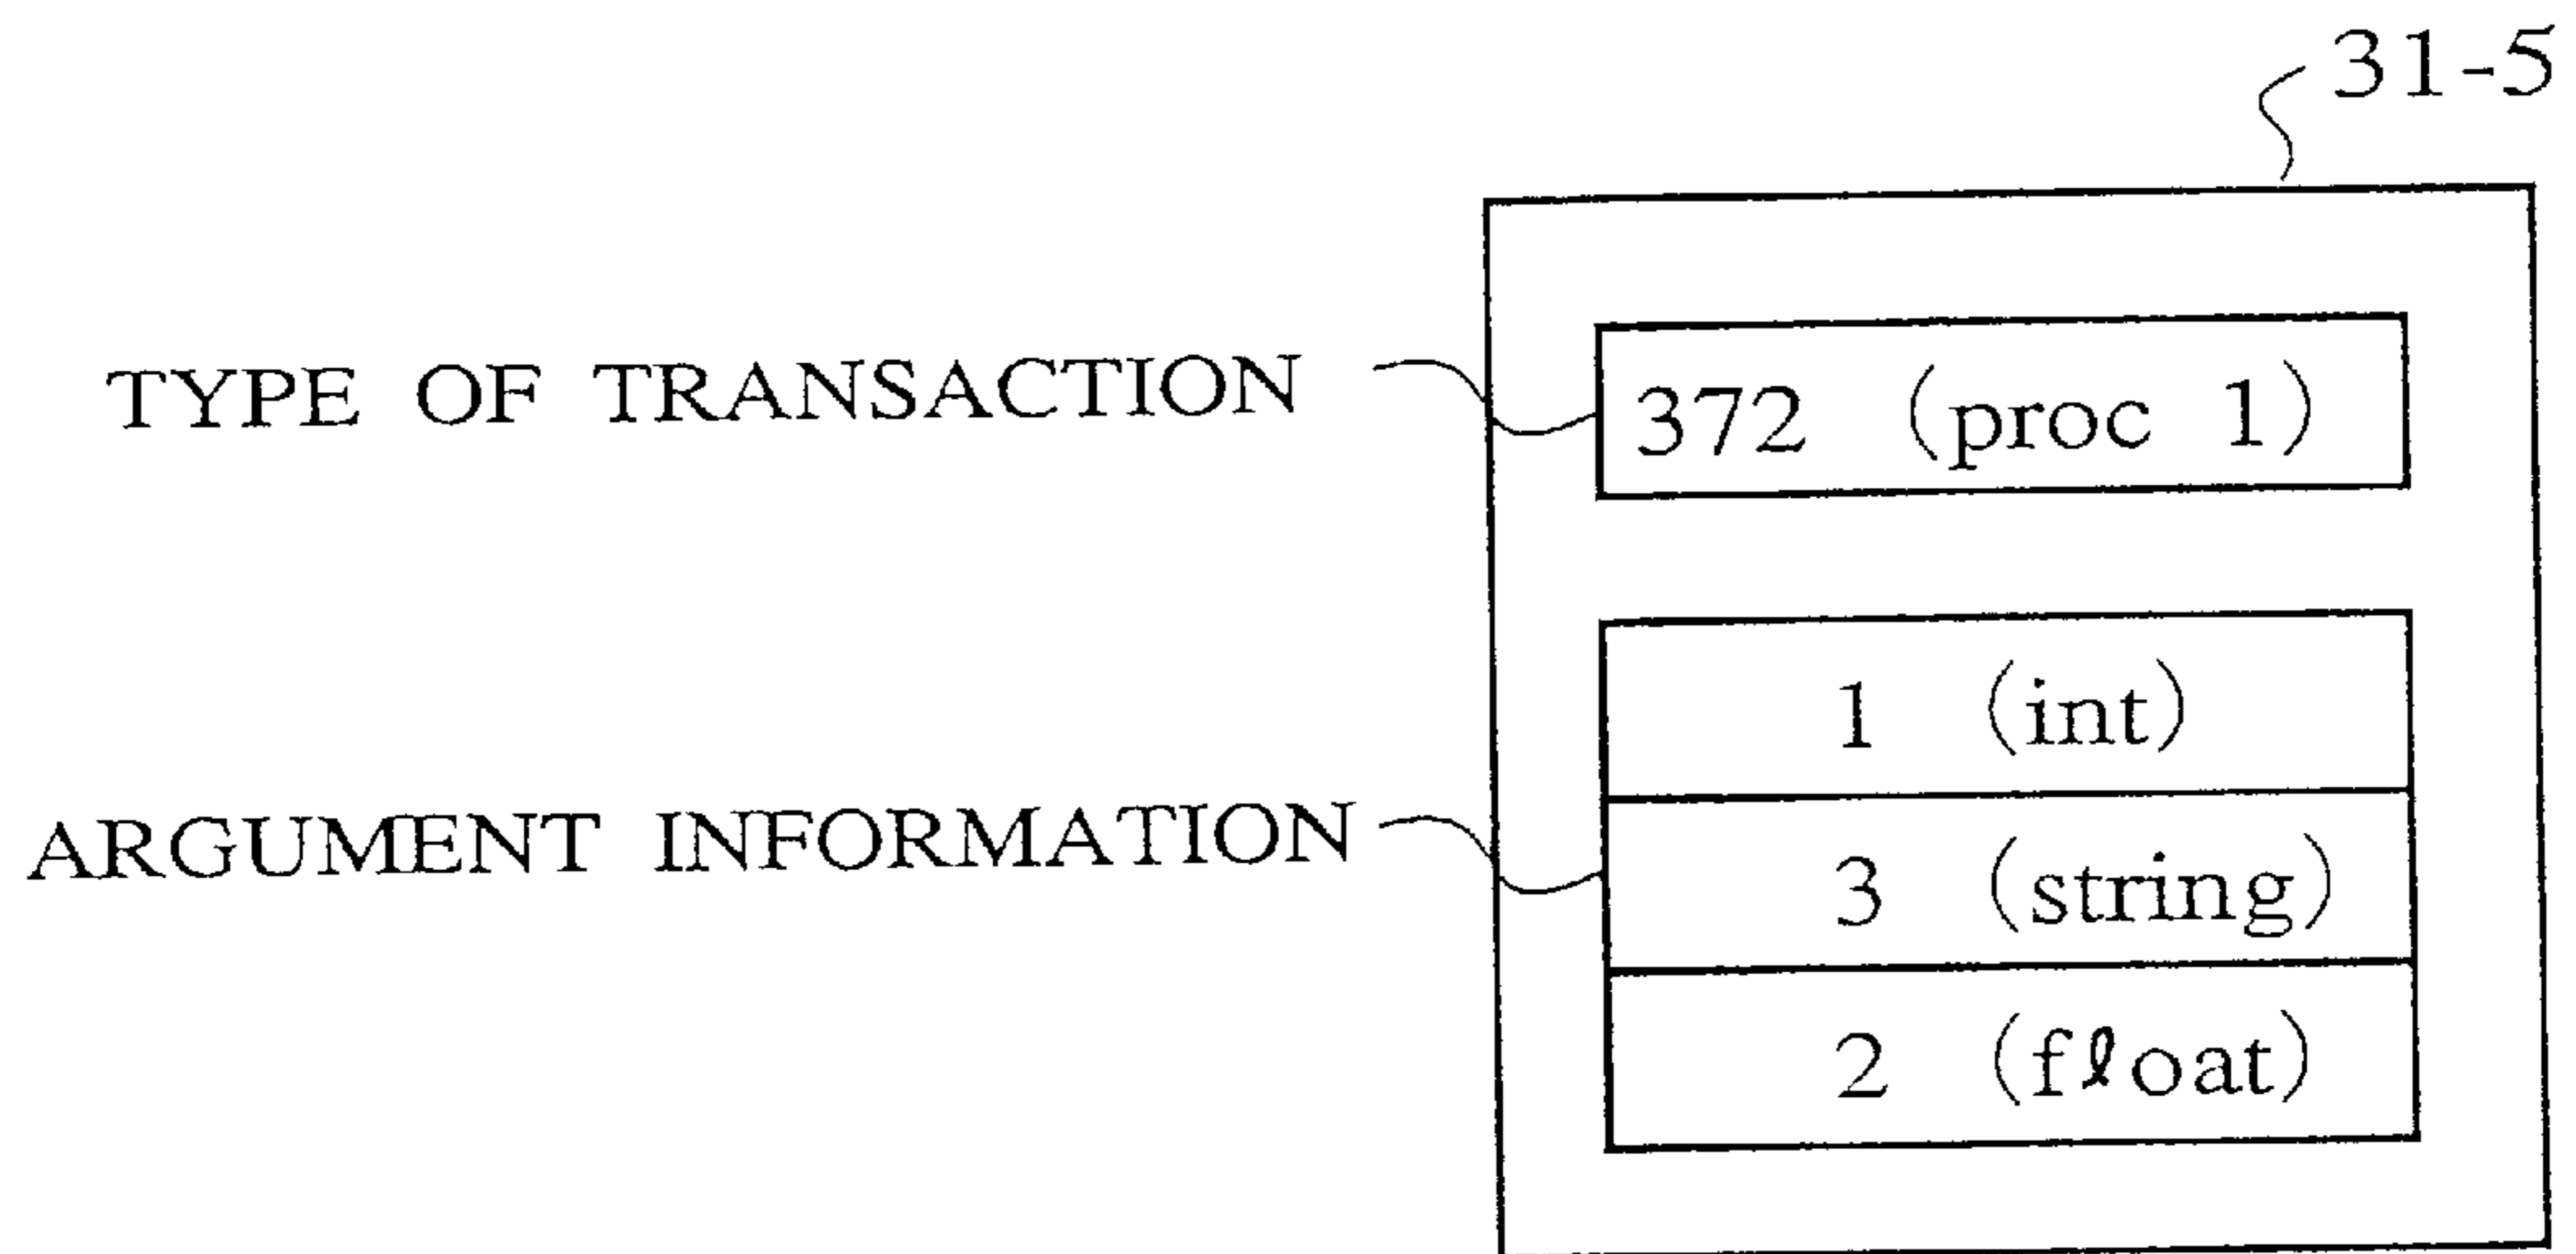 31-5
TYPE OF TRANSACTION
372 (proc 1)
1 (int)
ARGUMENT INFORMATION
3 (string)
2 (float)